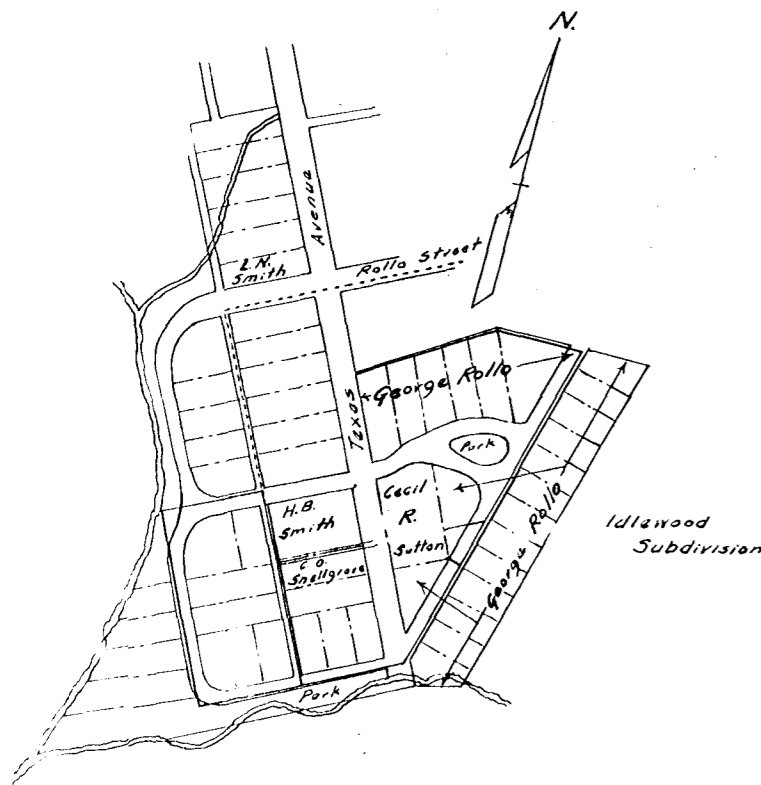 N.
Avenue
L.N.
Smith
Rollo Street
Texas
George Rollo
Park
H.B.
Smith
Cecil
R.
Sutton
C.O.
Snellgrove
George Rollo
Idlewood
Subdivision
Park